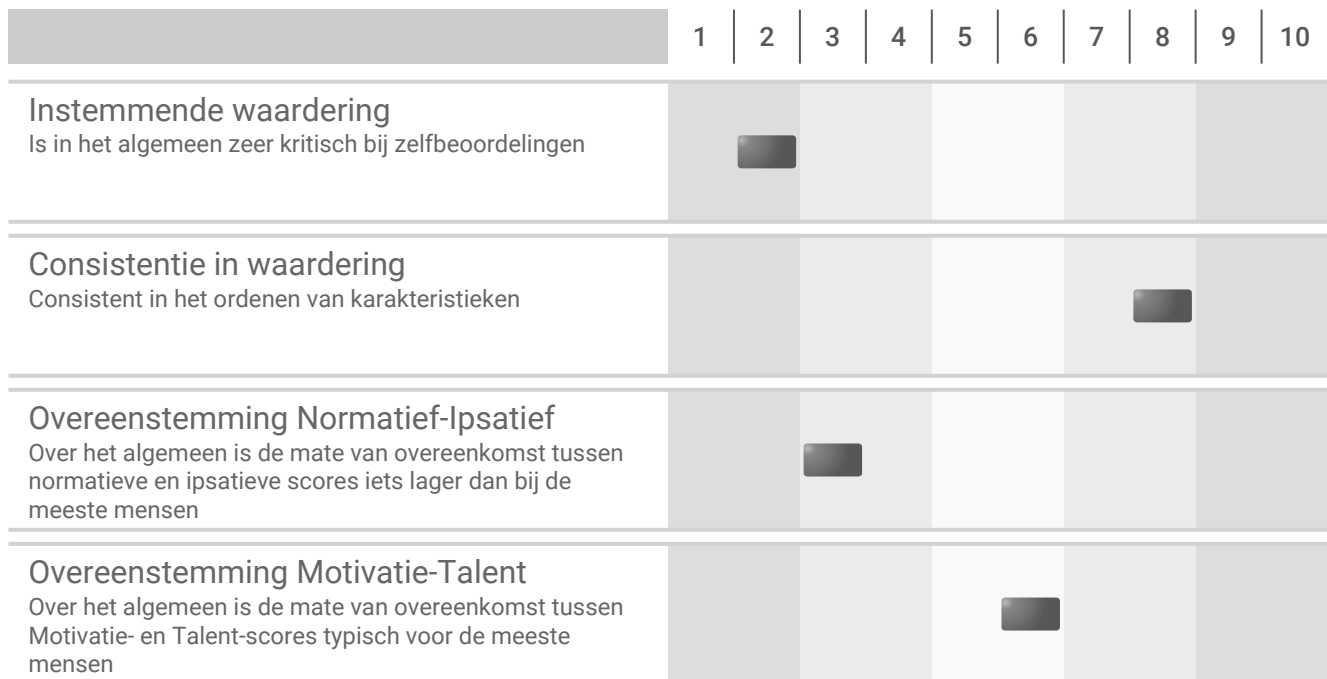 1 2 3 4 5 6 7 8 9 10
Instemmende waardering
Is in het algemeen zeer kritisch bij zelfbeoordelingen
Consistentie in waardering
Consistent in het ordenen van karakteristieken
Overeenstemming Normatief-Ipsatief
Over het algemeen is de mate van overeenkomst tussen
normatieve en ipsatieve scores iets lager dan bij de
meeste mensen
Overeenstemming Motivatie-Talent
Over het algemeen is de mate van overeenkomst tussen
Motivatie- en Talent-scores typisch voor de meeste
mensen